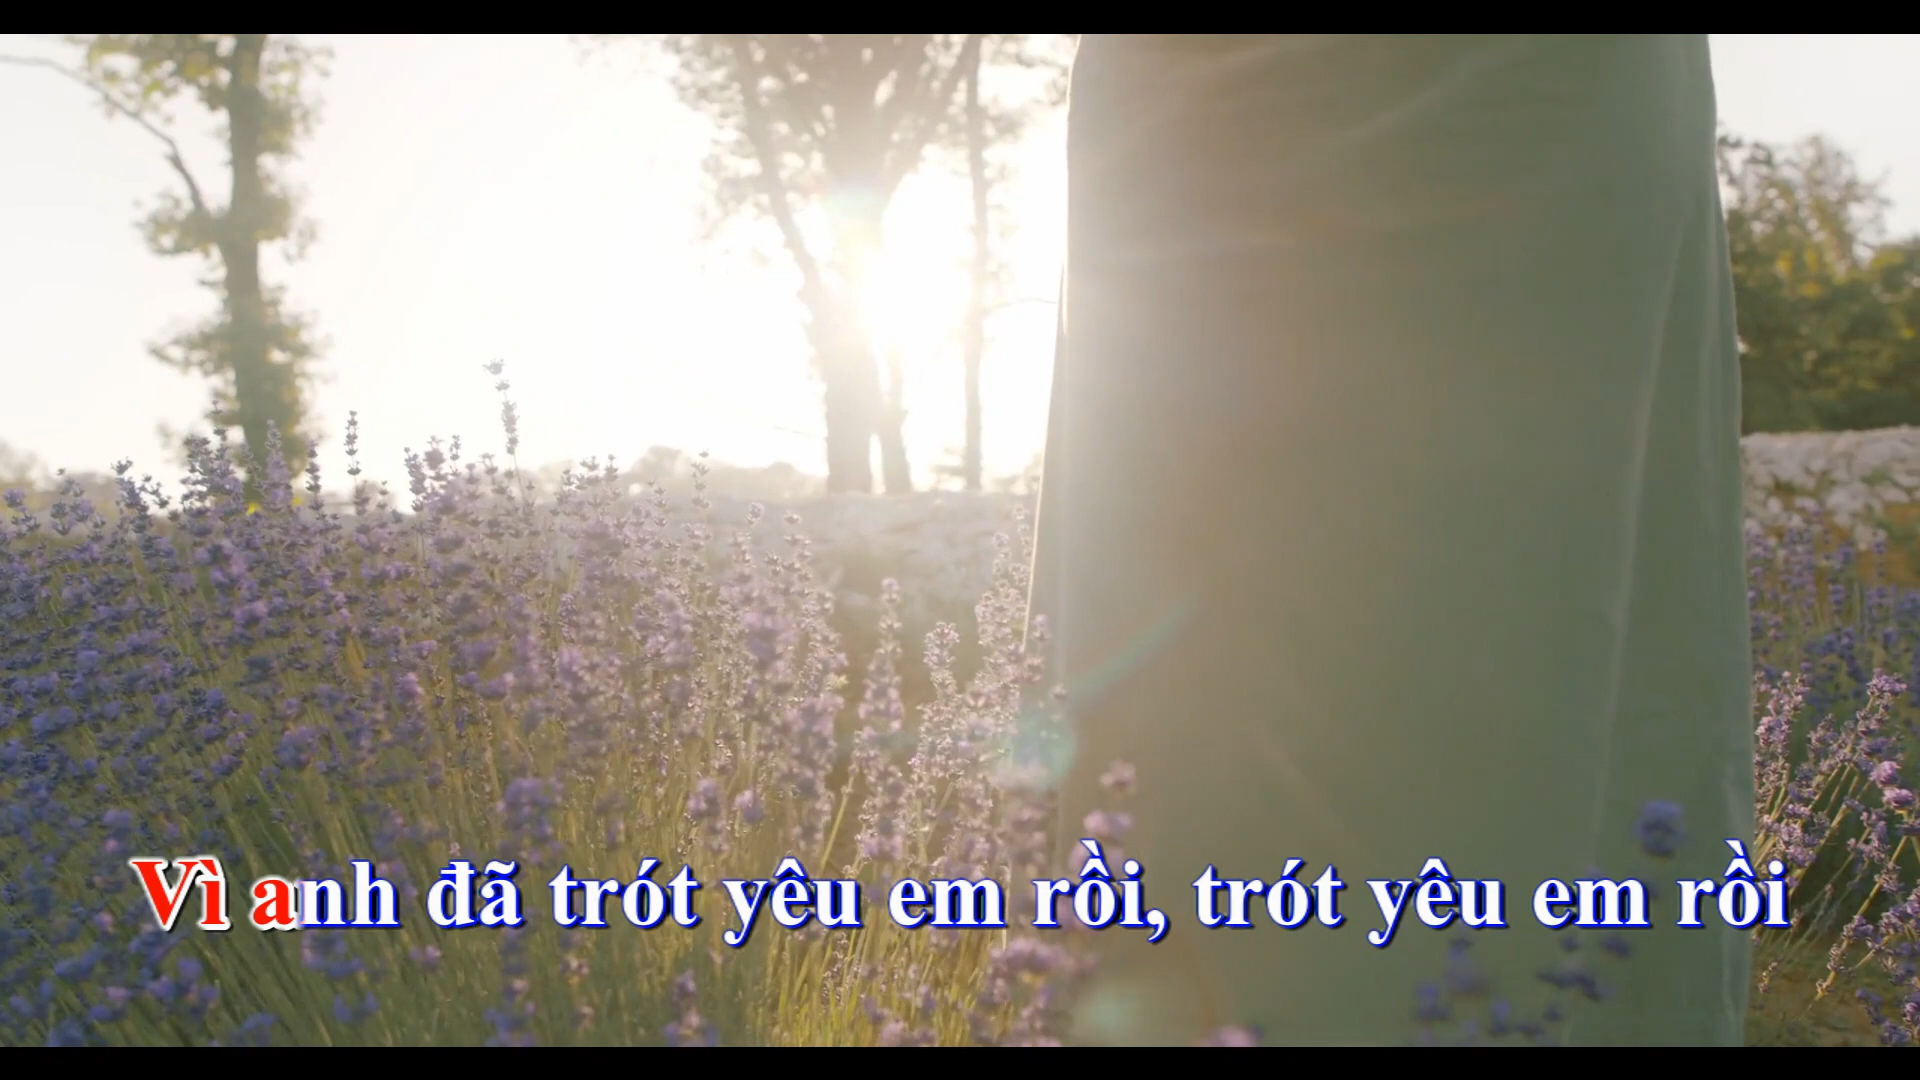 Vì anh đã trót yêu em rồi, trót yêu em rồi